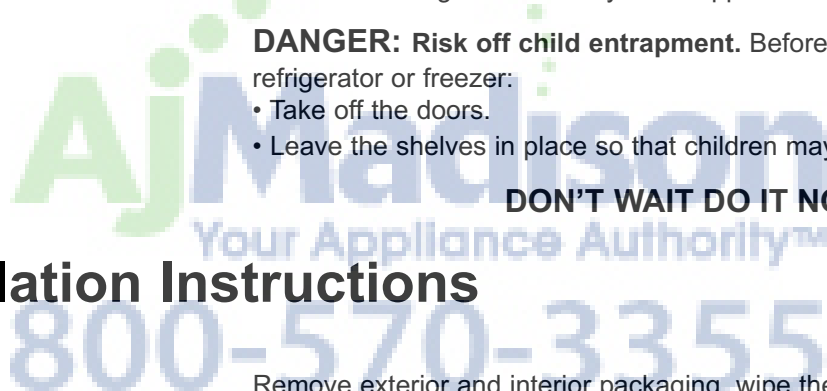 DANGER: Risk off child entrapment. Before
refrigerator or freezer:
• Take off the doors.
• Leave the shelves in place so that children may
DON’T WAIT DO IT NO
AjMadison
Your Appliance Authority™
lation Instructions
800-570-3355
Remove exterior and interior packaging, wipe the